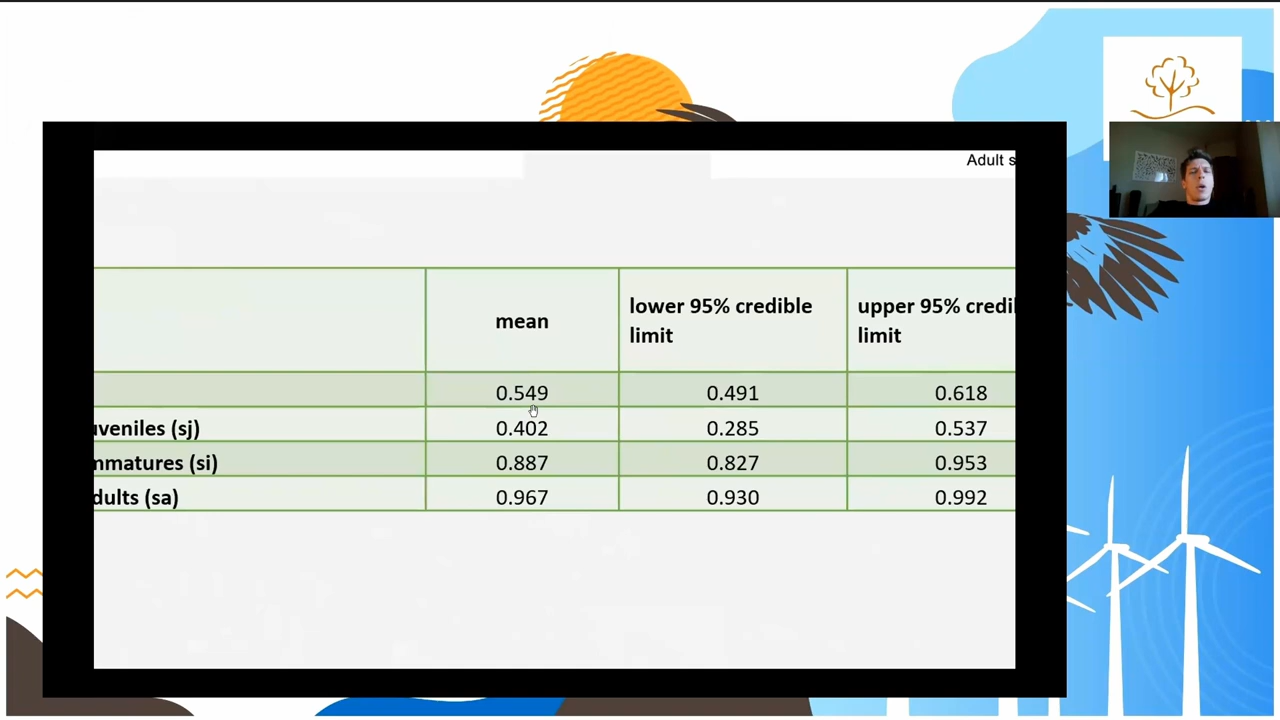 Adult s
mean
lower 95% credible
limit
upper 95% credi
limit
0.549 0.491 0.618
uveniles (sj) 0.402 0.285 0.537
mmatures (si) 0.887 0.827 0.953
dults (sa) 0.967 0.930 0.992